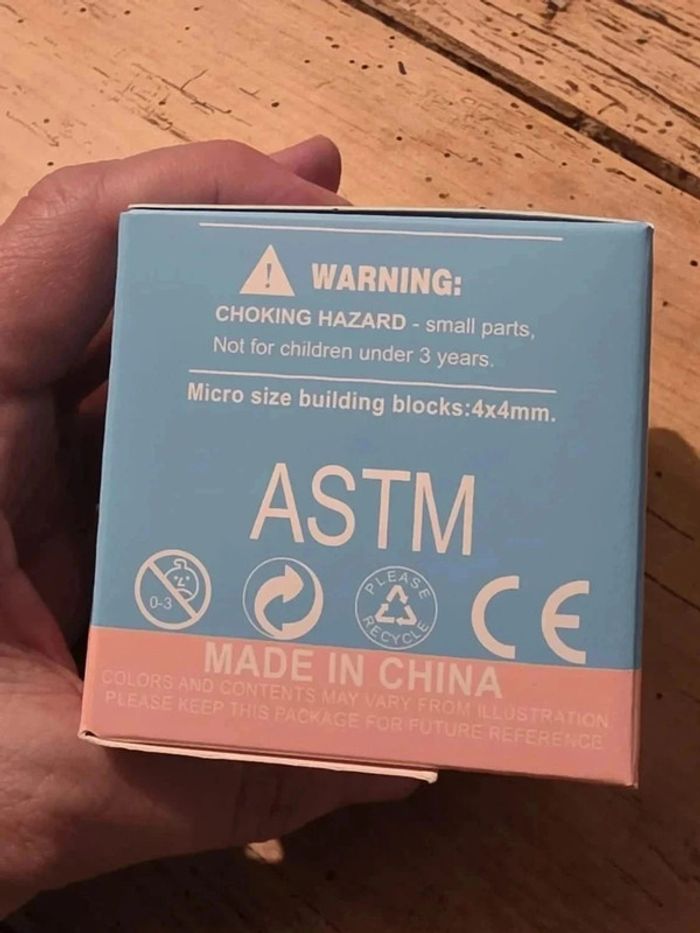 WARNING:
CHOKING HAZARD - small parts,
Not for children under 3 years.
Micro size building blocks:4x4mm.
ASTM
0-3
PLEASE
RECYCLE
CE
MADE IN CHINA
COLORS AND CONTENTS MAY VARY FROM ILLUSTRATION
PLEASE KEEP THIS PACKAGE FOR FUTURE REFERENCE